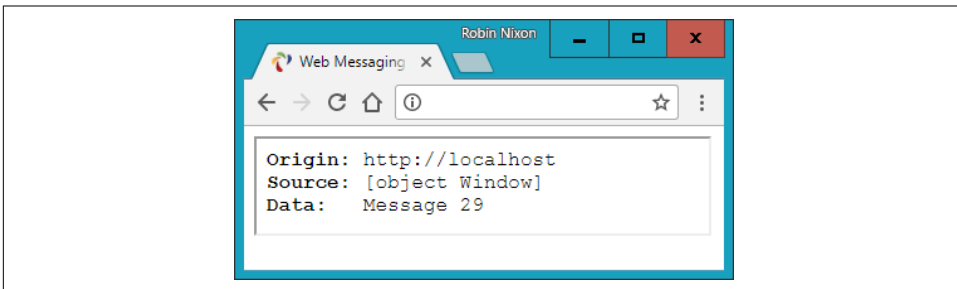 Robin Nixon
Web Messaging
Origin: http://localhost
Source: [object Window]
Data: Message 29